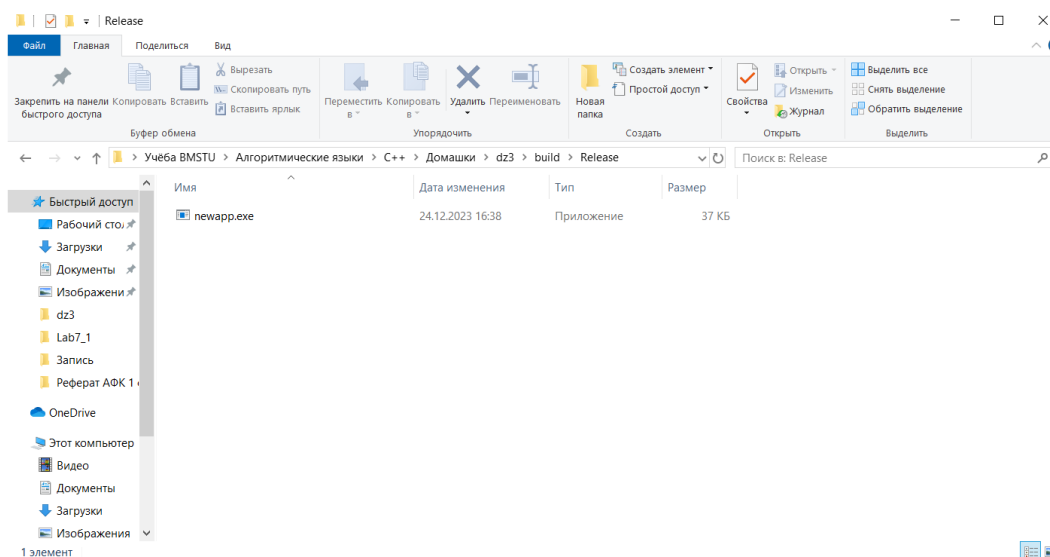 Release
Файл Главная Поделиться Вид
Закрепить на панели быстрого доступа
Копировать
Вставить
Вырезать
Скопировать путь
Вставить ярлык
Буфер обмена
Переместить в
Копировать в
Удалить
Переименовать
Упорядочить
Новая папка
Создать элемент
Простой доступ
Создать
Свойства
Открыть
Изменить
Журнал
Открыть
Выделить все
Снять выделение
Обратить выделение
Выделить
Учёба BMSTU > Алгоритмические языки > C++ > Домашки > dz3 > build > Release
Поиск в: Release
Имя Дата изменения Тип Размер
newapp.exe 24.12.2023 16:38 Приложение 37 КБ
Быстрый доступ
Рабочий стол
Загрузки
Документы
Изображени
dz3
Lab7_1
Запись
Реферат АФК 1
OneDrive
Этот компьютер
Видео
Документы
Загрузки
Изображения
1 элемент